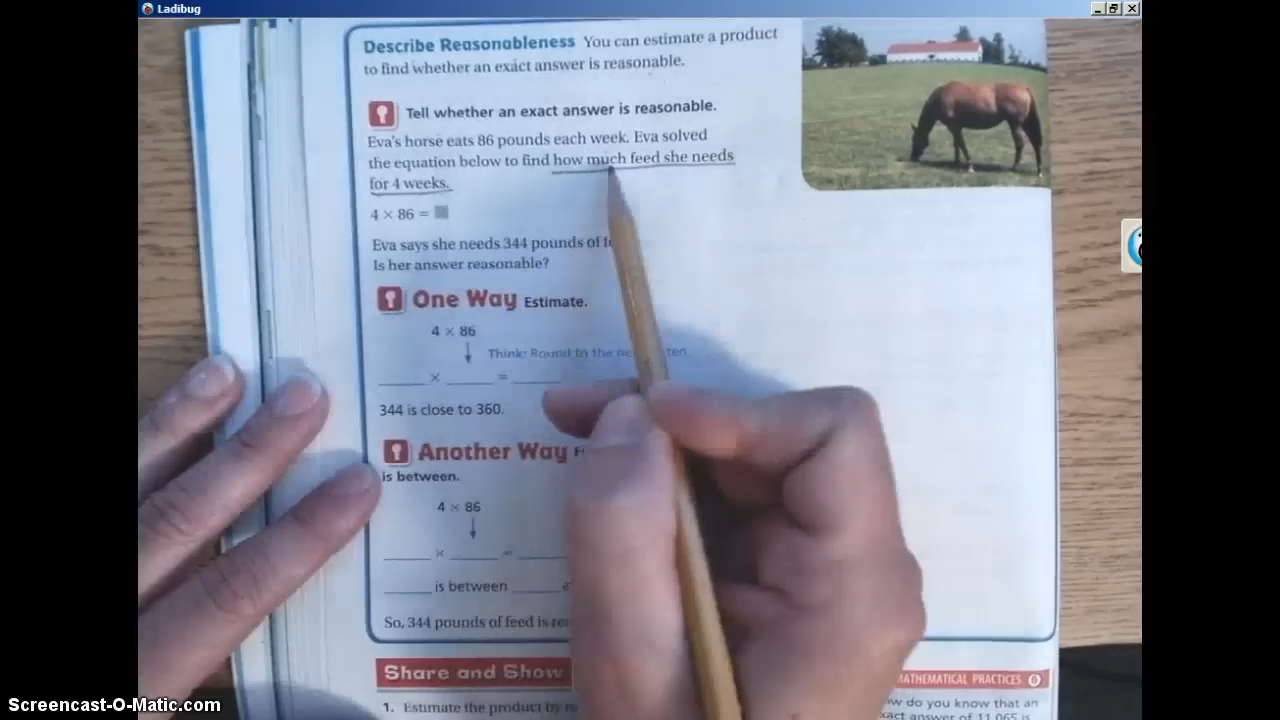 Ladibug
Describe Reasonableness You can estimate a product
to find whether an exact answer is reasonable.
Tell whether an exact answer is reasonable.
Eva's horse eats 86 pounds each week. Eva solved
the equation below to find how much feed she needs
for 4 weeks.
4 × 86 =
Eva says she needs 344 pounds of
Is her answer reasonable?
One Way Estimate.
4 × 86
Think: Round to the ten
× =
344 is close to 360.
Another Way
is between.
4 × 86
× =
is between
So, 344 pounds of feed is
Share and Show
MATHEMATICAL PRACTICES 6
1. Estimate the product by
do you know that an
exact answer of 11,065 is
Screencast-O-Matic.com